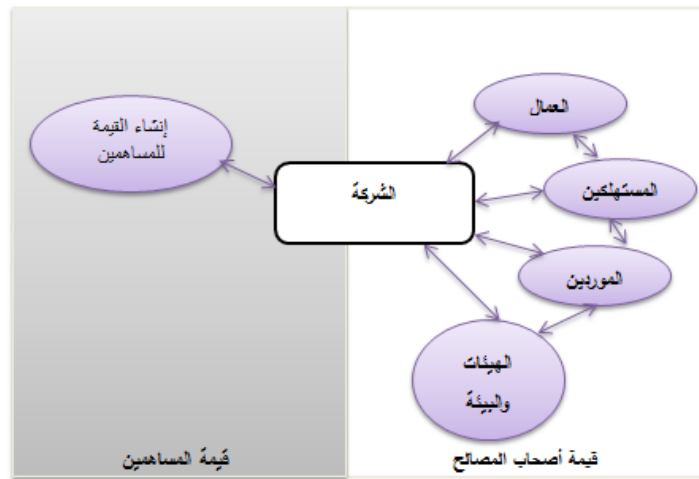 العمال
إنشاء القيمة
للمساهمين
المستهلكين
الشركة
الموردين
الهيئات
والبيئة
قيمة أصحاب المصالح
قيمة المساهمين